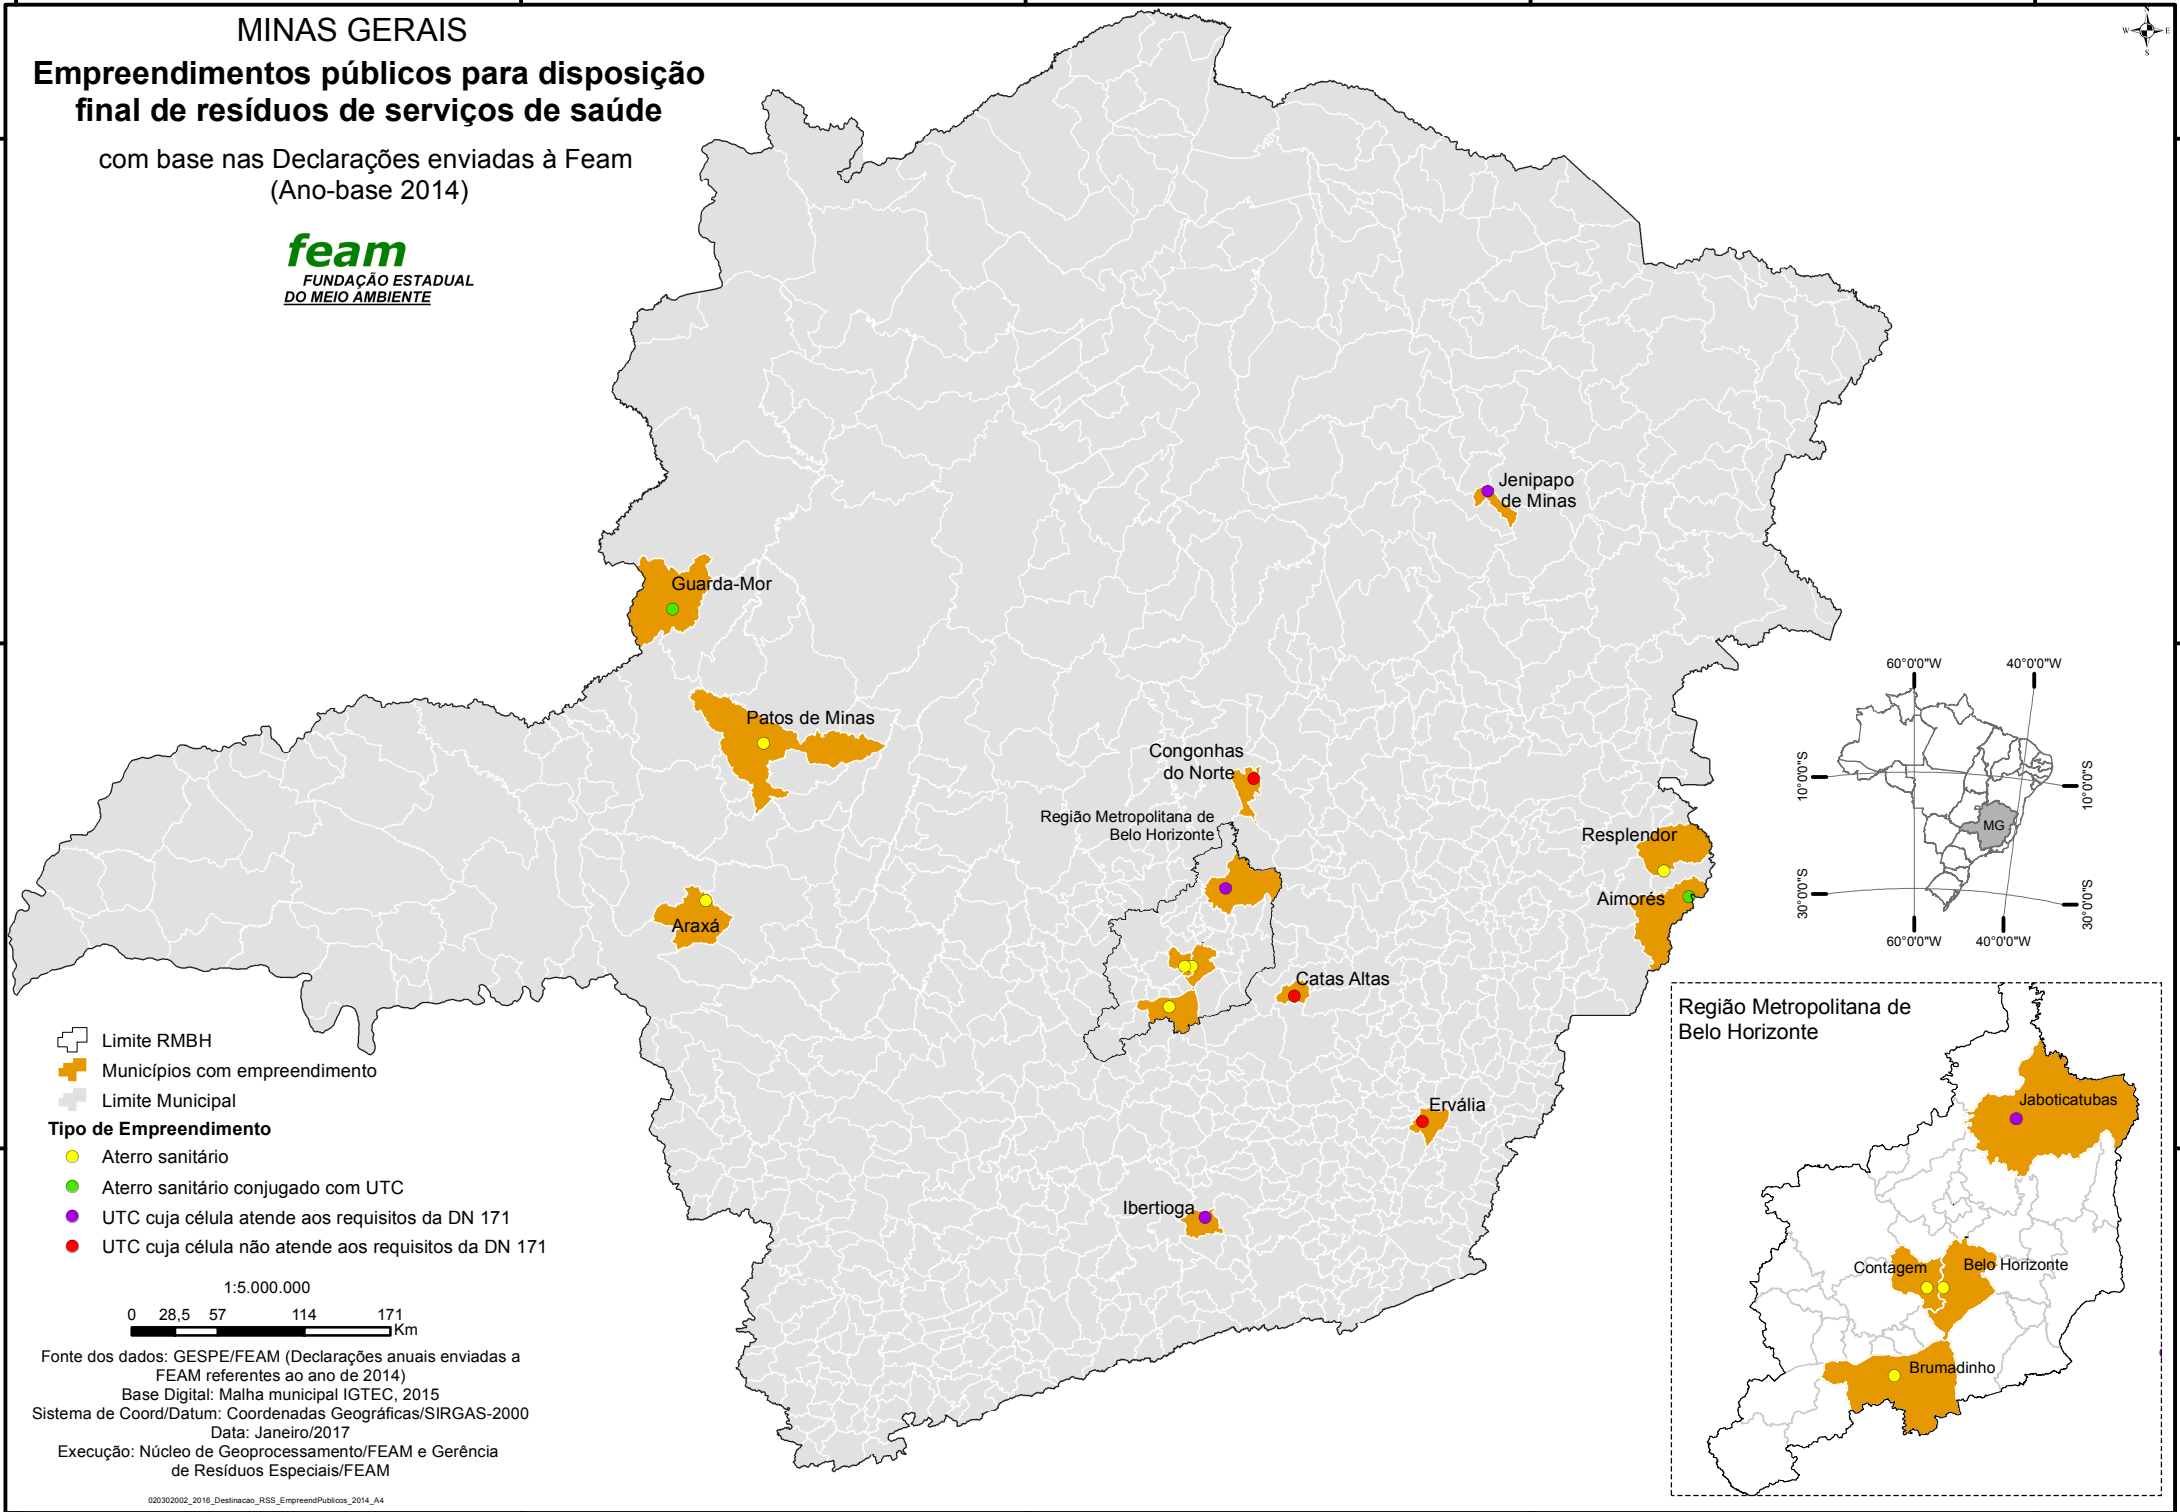 MINAS GERAIS
Empreendimentos públicos para disposição
final de resíduos de serviços de saúde
com base nas Declarações enviadas à Feam
(Ano-base 2014)
feam
FUNDAÇÃO ESTADUAL
DO MEIO AMBIENTE
N
W E
S
Jenipapo
de Minas
Guarda-Mor
Patos de Minas
Congonhas
do Norte
Região Metropolitana de
Belo Horizonte
Resplendor
Aimorés
Araxá
Catas Altas
Ervália
Ibertioga
60°0'0"W 40°0'0"W
10°0'0"S 10°0'0"S
MG
30°0'0"S 30°0'0"S
60°0'0"W 40°0'0"W
Região Metropolitana de
Belo Horizonte
Jaboticatubas
Contagem
Belo Horizonte
Brumadinho
Limite RMBH
Municípios com empreendimento
Limite Municipal
Tipo de Empreendimento
Aterro sanitário
Aterro sanitário conjugado com UTC
UTC cuja célula atende aos requisitos da DN 171
UTC cuja célula não atende aos requisitos da DN 171
1:5.000.000
0 28,5 57 114 171
Km
Fonte dos dados: GESPE/FEAM (Declarações anuais enviadas a
FEAM referentes ao ano de 2014)
Base Digital: Malha municipal IGTEC, 2015
Sistema de Coord/Datum: Coordenadas Geográficas/SIRGAS-2000
Data: Janeiro/2017
Execução: Núcleo de Geoprocessamento/FEAM e Gerência
de Resíduos Especiais/FEAM
020302002_2016_Destinacao_RSS_EmpreendPublicos_2014_A4